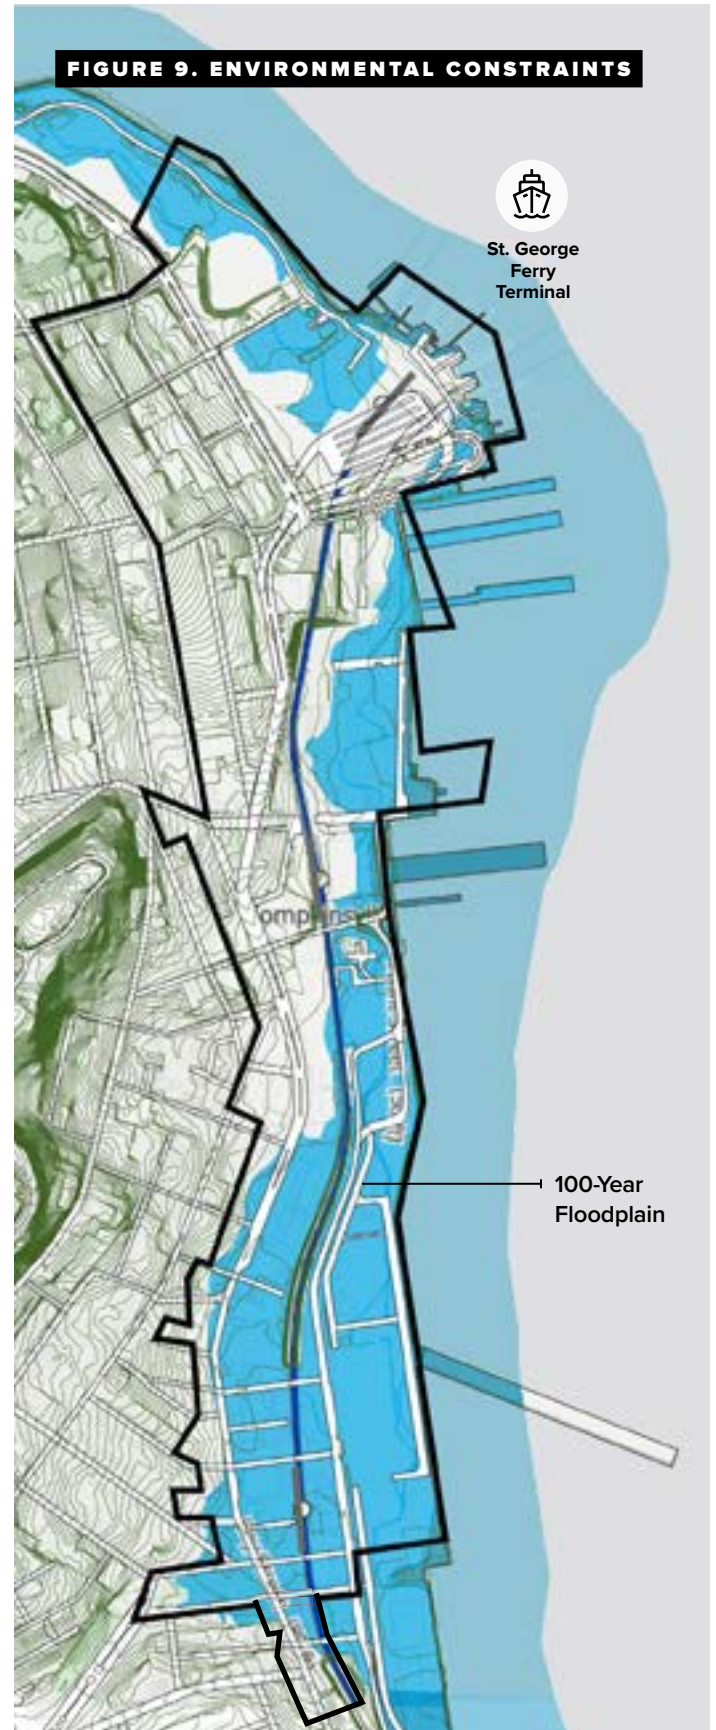 FIGURE 9. ENVIRONMENTAL CONSTRAINTS
St. George
Ferry
Terminal
100-Year
Floodplain